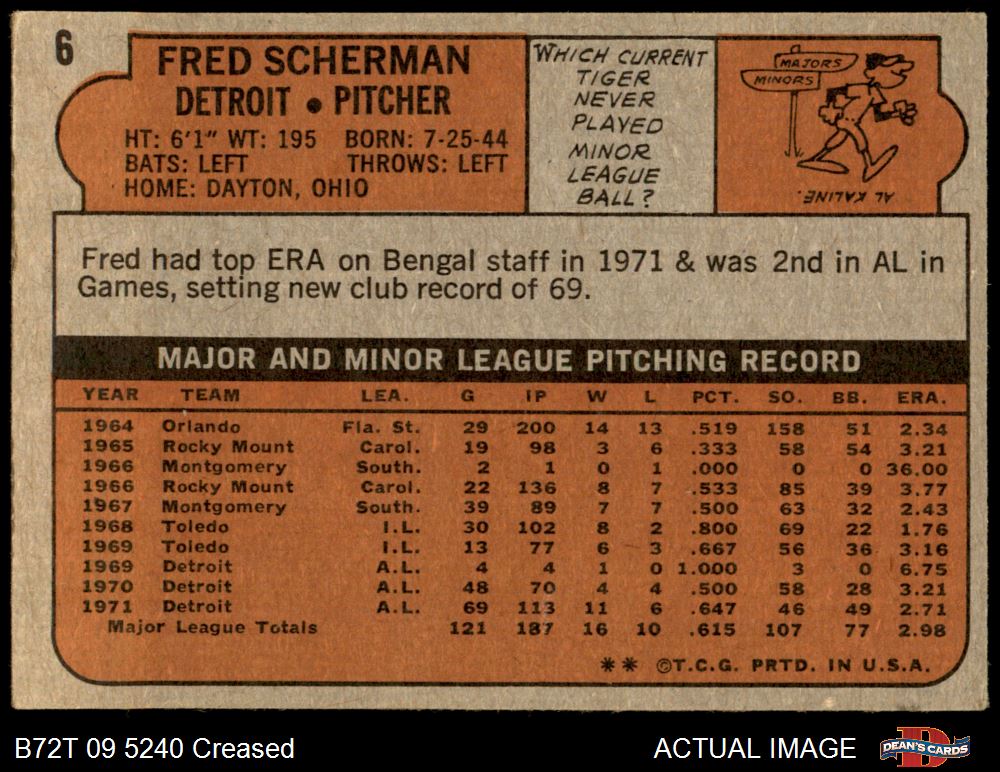 6
FRED SCHERMAN
DETROIT • PITCHER
HT: 6'1" WT: 195 BORN: 7-25-44
BATS: LEFT THROWS: LEFT
HOME: DAYTON, OHIO
WHICH CURRENT
TIGER
NEVER
PLAYED
MINOR
LEAGUE
BALL?
MAJORS
MINORS
AL KALINE.
Fred had top ERA on Bengal staff in 1971 & was 2nd in AL in
Games, setting new club record of 69.
MAJOR AND MINOR LEAGUE PITCHING RECORD
YEAR TEAM LEA. G IP W L PCT. SO. BB. ERA.
1964 Orlando Fla. St. 29 200 14 13 .519 158 51 2.34
1965 Rocky Mount Carol. 19 98 3 6 .333 58 54 3.21
1966 Montgomery South. 2 1 0 1 .000 0 0 36.00
1966 Rocky Mount Carol. 22 136 8 7 .533 85 39 3.77
1967 Montgomery South. 39 89 7 7 .500 63 32 2.43
1968 Toledo I.L. 30 102 8 2 .800 69 22 1.76
1969 Toledo I.L. 13 77 6 3 .667 56 36 3.16
1969 Detroit A.L. 4 4 1 0 1.000 3 0 6.75
1970 Detroit A.L. 48 70 4 4 .500 58 28 3.21
1971 Detroit A.L. 69 113 11 6 .647 46 49 2.71
Major League Totals 121 187 16 10 .615 107 77 2.98
** ©T.C.G. PRTD. IN U.S.A.
B72T 09 5240 Creased
ACTUAL IMAGE
DEAN'S CARDS